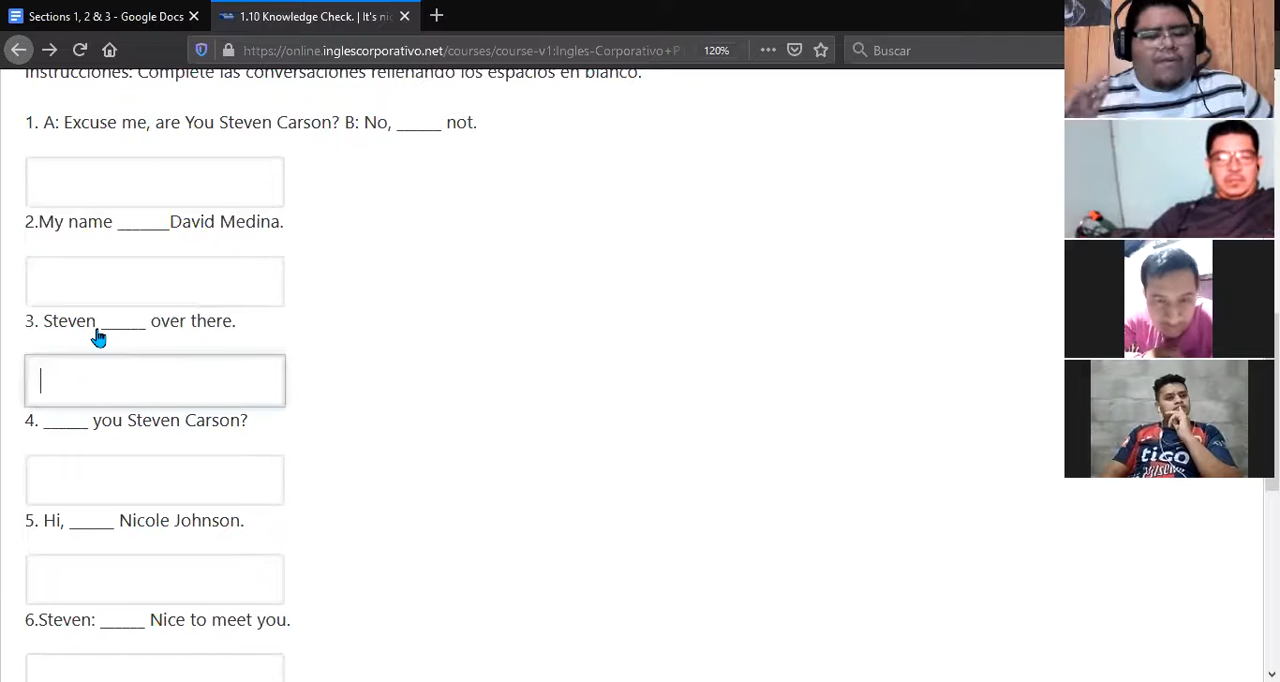 Sections 1, 2 & 3 - Google Docs
1.10 Knowledge Check. | It's nic
https://online.inglescorporativo.net/courses/course-v1:Ingles-Corporativo+P
120%
Buscar
Instrucciones: Complete las conversaciones rellenando los espacios en blanco.
1. A: Excuse me, are You Steven Carson? B: No, _____ not.
2.My name ______David Medina.
3. Steven _____ over there.
4. _____ you Steven Carson?
5. Hi, _____ Nicole Johnson.
6.Steven: _____ Nice to meet you.
tigo